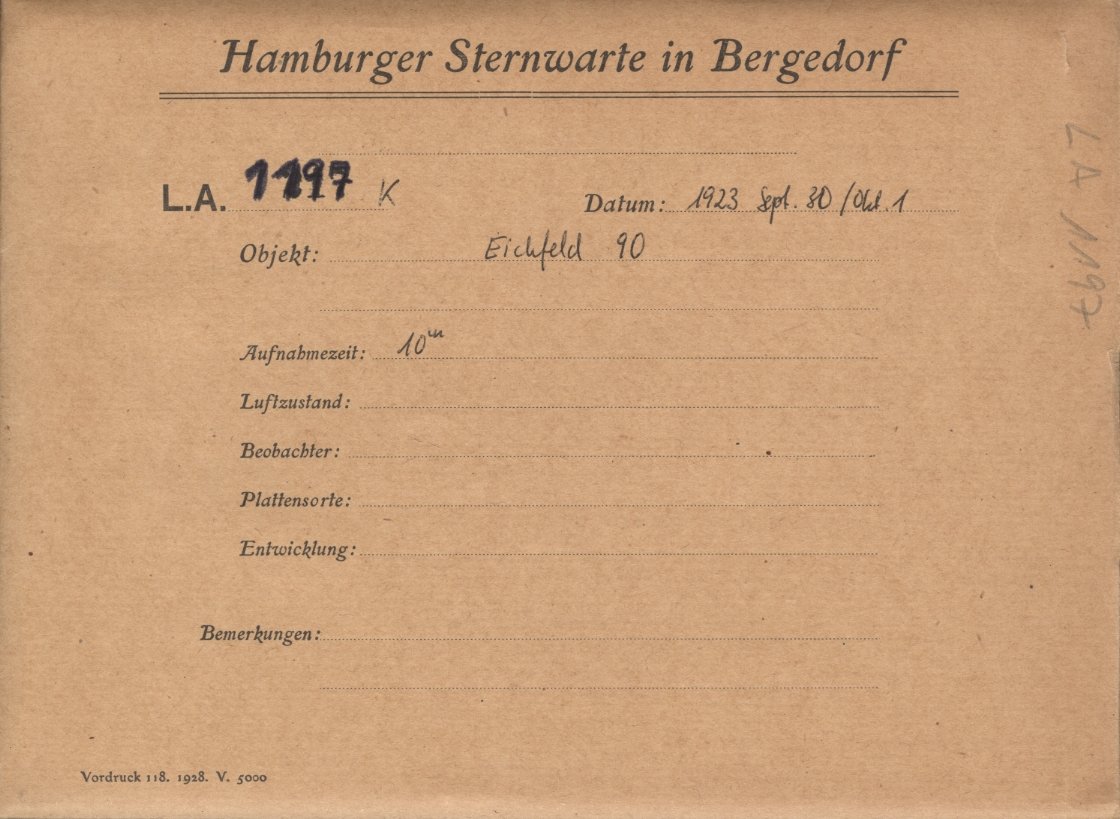 Hamburger Sternwarte in Bergedorf
L.A. 1197 K
Datum: 1923 Sept. 30 / Okt. 1
Objekt: Eichfeld 90
Aufnahmezeit: 10m
Luftzustand:
Beobachter:
Plattensorte:
Entwicklung:
Bemerkungen:
Vordruck 118. 1928. V. 5000
LA 1197